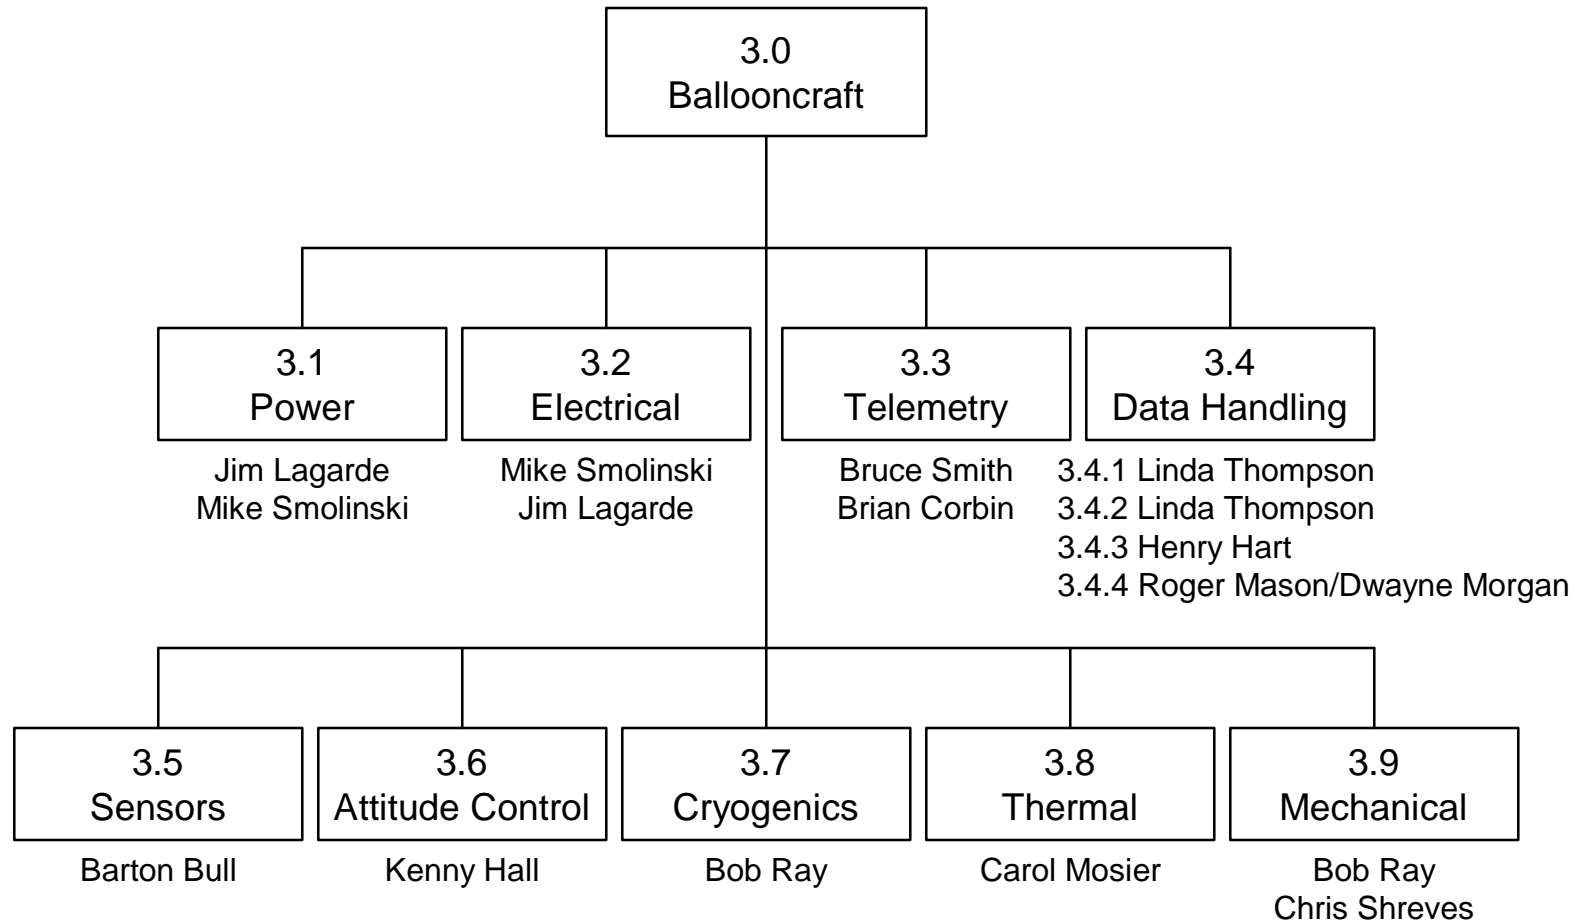 3.0
Ballooncraft
3.1
Power
Jim Lagarde
Mike Smolinski
3.2
Electrical
Mike Smolinski
Jim Lagarde
3.3
Telemetry
Bruce Smith
Brian Corbin
3.4
Data Handling
3.4.1 Linda Thompson
3.4.2 Linda Thompson
3.4.3 Henry Hart
3.4.4 Roger Mason/Dwayne Morgan
3.5
Sensors
Barton Bull
3.6
Attitude Control
Kenny Hall
3.7
Cryogenics
Bob Ray
3.8
Thermal
Carol Mosier
3.9
Mechanical
Bob Ray
Chris Shreves